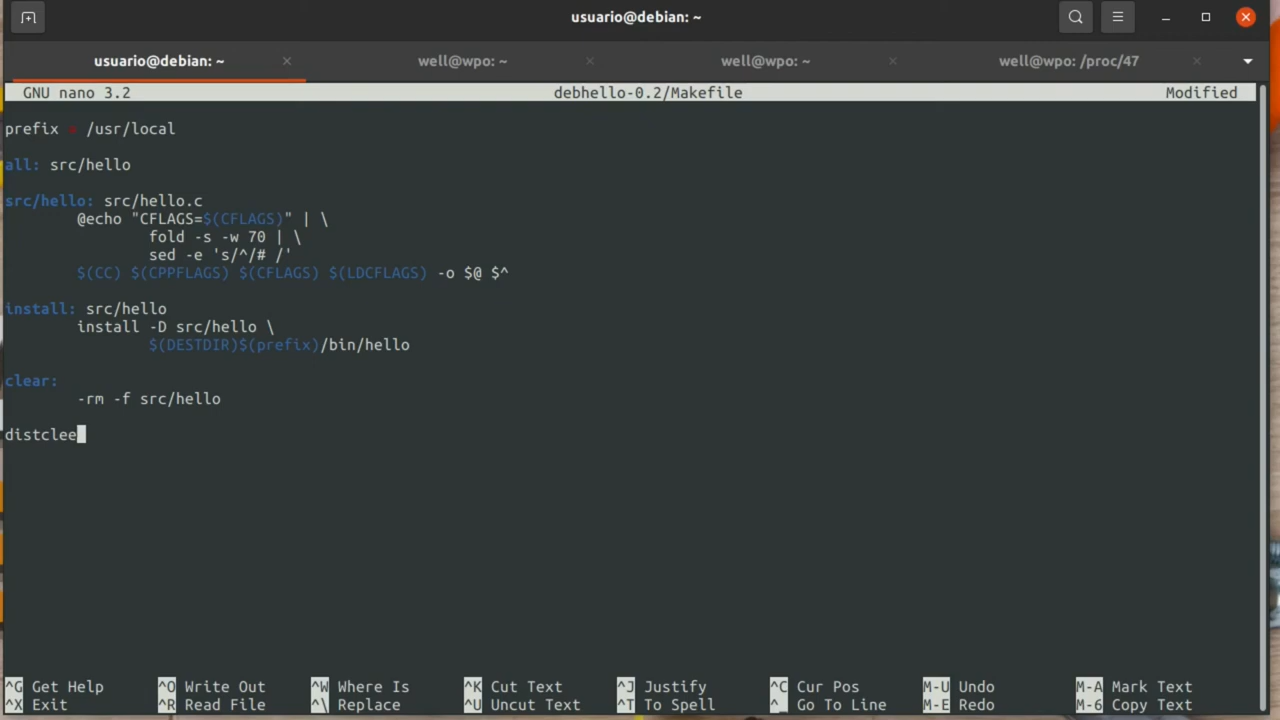 usuario@debian: ~
usuario@debian: ~ well@wpo: ~ well@wpo: ~ well@wpo: /proc/47
GNU nano 3.2 debhello-0.2/Makefile Modified
prefix = /usr/local
all: src/hello
src/hello: src/hello.c
@echo "CFLAGS=$(CFLAGS)" | \
fold -s -w 70 | \
sed -e 's/^/# /'
$(CC) $(CPPFLAGS) $(CFLAGS) $(LDCFLAGS) -o $@ $^
install: src/hello
install -D src/hello \
$(DESTDIR)$(prefix)/bin/hello
clear:
-rm -f src/hello
distclee
^G Get Help ^O Write Out ^W Where Is ^K Cut Text ^J Justify ^C Cur Pos M-U Undo M-A Mark Text
^X Exit ^R Read File ^\ Replace ^U Uncut Text ^T To Spell ^_ Go To Line M-E Redo M-6 Copy Text